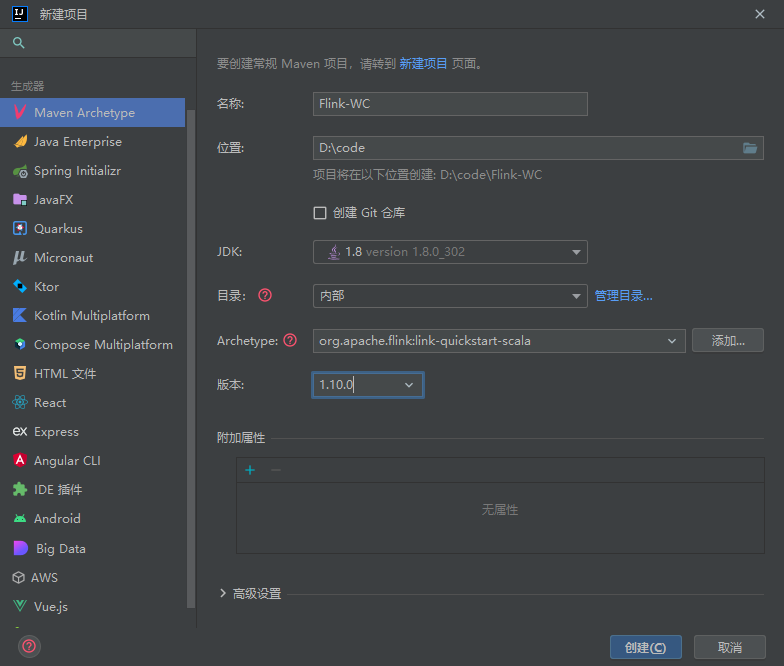 新建项目
生成器
Maven Archetype
Java Enterprise
Spring Initializr
JavaFX
Quarkus
Micronaut
Ktor
Kotlin Multiplatform
Compose Multiplatform
HTML 文件
React
ex Express
Angular CLI
IDE 插件
Android
Big Data
AWS
Vue.js
要创建常规 Maven 项目，请转到 新建项目 页面。
名称: Flink-WC
位置: D:\code
项目将在以下位置创建: D:\code\Flink-WC
创建 Git 仓库
JDK: 1.8 version 1.8.0_302
目录: 内部 管理目录...
Archetype: org.apache.flink:link-quickstart-scala 添加...
版本: 1.10.0
附加属性
无属性
高级设置
创建(C) 取消